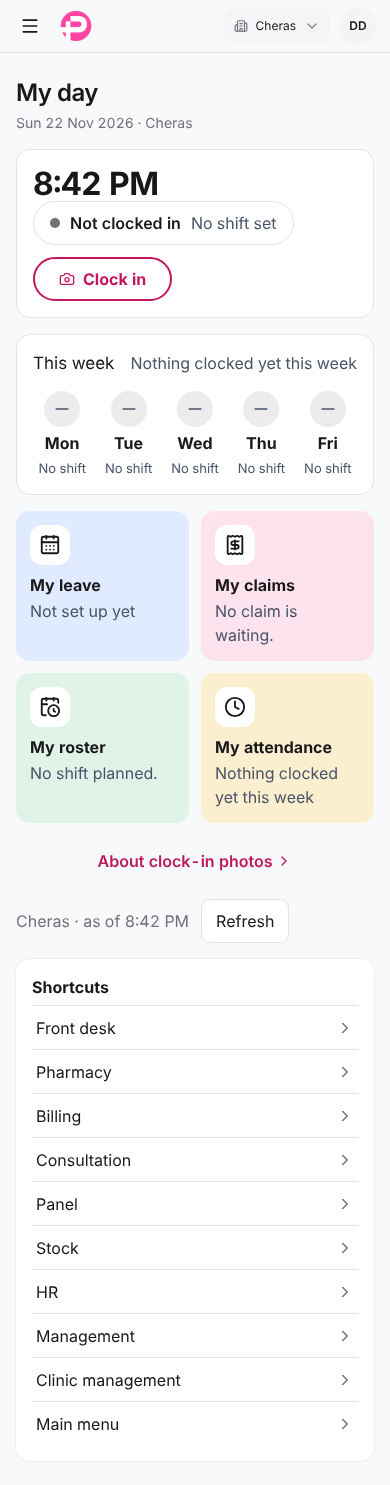 Cheras
DD
My day
Sun 22 Nov 2026 · Cheras
8:42 PM
Not clocked in No shift set
Clock in
This week Nothing clocked yet this week
Mon Tue Wed Thu Fri
No shift No shift No shift No shift No shift
My leave
Not set up yet
My claims
No claim is
waiting.
My roster
No shift planned.
My attendance
Nothing clocked
yet this week
About clock-in photos
Cheras · as of 8:42 PM Refresh
Shortcuts
Front desk
Pharmacy
Billing
Consultation
Panel
Stock
HR
Management
Clinic management
Main menu